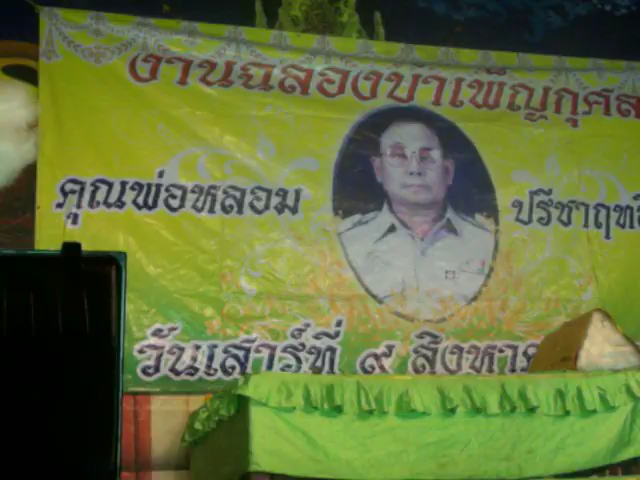 งานฉลองบำเพ็ญกุศล
คุณพ่อหลอม ปรีชาฤทธิ
วันเสาร์ที่ ๙ สิงหา